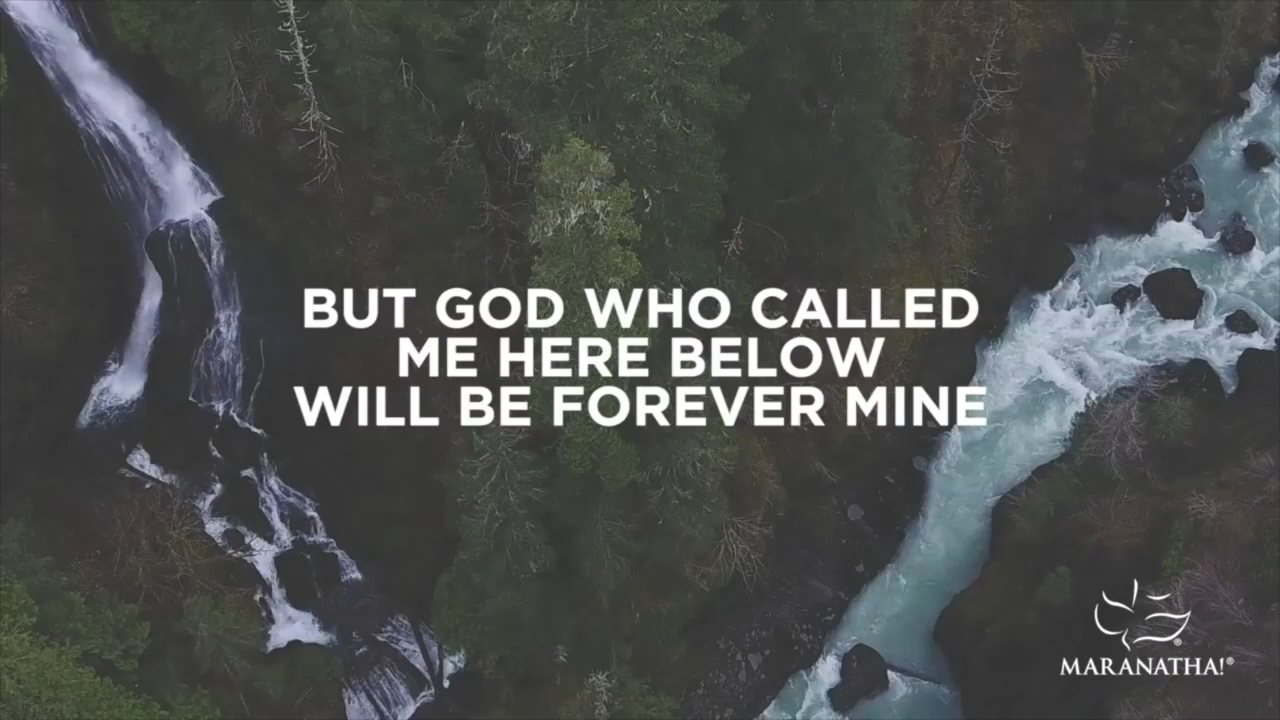 BUT GOD WHO CALLED
ME HERE BELOW
WILL BE FOREVER MINE
MARANATHA!®